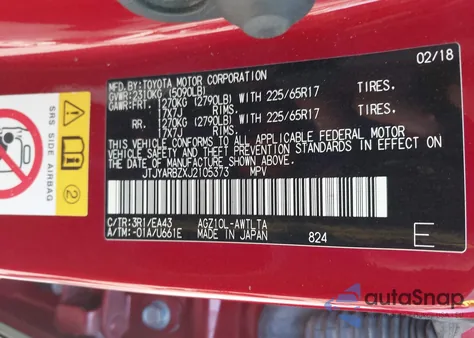 SRS SIDE AIRBAG
MFD.BY:TOYOTA MOTOR CORPORATION 02/18
GVWR:2310KG (5090LB)
GAWR:FRT. 1270KG (2790LB) WITH 225/65R17 TIRES.
17X7J RIMS.
RR. 1270KG (2790LB) WITH 225/65R17 TIRES.
17X7J RIMS.
THIS VEHICLE CONFORMS TO ALL APPLICABLE FEDERAL MOTOR
VEHICLE SAFETY AND THEFT PREVENTION STANDARDS IN EFFECT
ON THE DATE OF MANUFACTURE SHOWN ABOVE.
JTJYARBZXJ2105373 MPV E
C/TR:3R1/EA43 AGZ10L-AWTLTA
A/TM:-01A/U661E MADE IN JAPAN 824
autoSnap